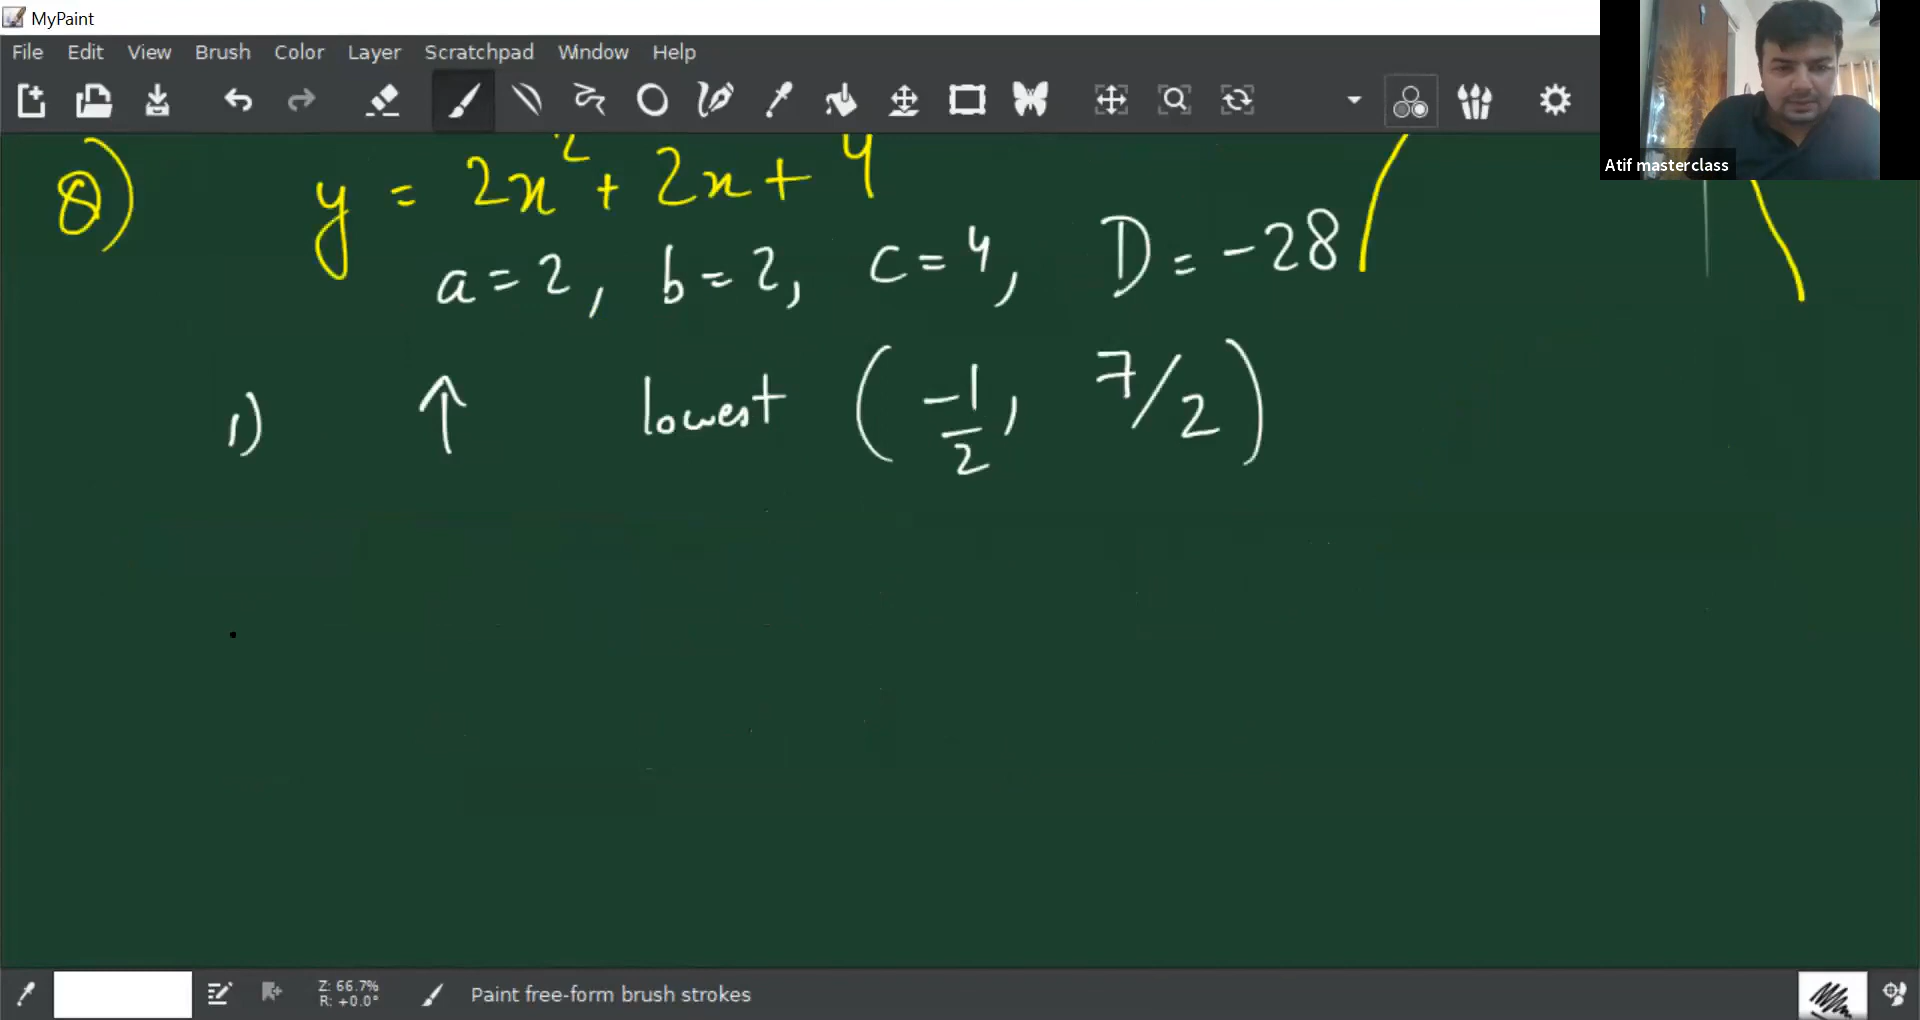 MyPaint
File Edit View Brush Color Layer Scratchpad Window Help
Atif masterclass
Q) y = 2x² + 2x + 4
a = 2, b = 2, c = 4, D = -28
1) ↑ lowest (-1/2, 7/2)
Z: 66.7%
R: +0.0°
Paint free-form brush strokes